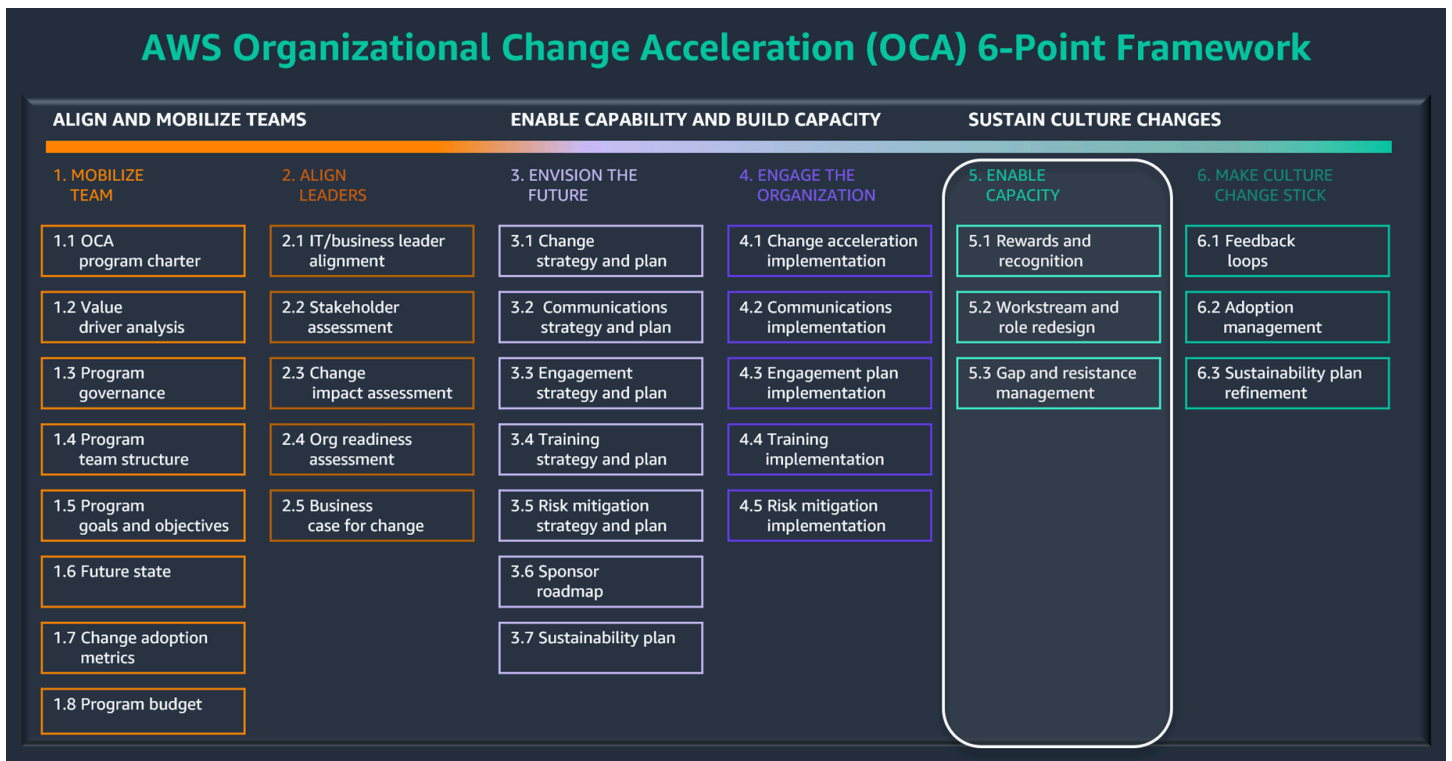 AWS Organizational Change Acceleration (OCA) 6-Point Framework
ALIGN AND MOBILIZE TEAMS
ENABLE CAPABILITY AND BUILD CAPACITY
SUSTAIN CULTURE CHANGES
1. MOBILIZE
TEAM
1.1 OCA
program charter
1.2 Value
driver analysis
1.3 Program
governance
1.4 Program
team structure
1.5 Program
goals and objectives
1.6 Future state
1.7 Change adoption
metrics
1.8 Program budget
2. ALIGN
LEADERS
2.1 IT/business leader
alignment
2.2 Stakeholder
assessment
2.3 Change
impact assessment
2.4 Org readiness
assessment
2.5 Business
case for change
3. ENVISION THE
FUTURE
3.1 Change
strategy and plan
3.2 Communications
strategy and plan
3.3 Engagement
strategy and plan
3.4 Training
strategy and plan
3.5 Risk mitigation
strategy and plan
3.6 Sponsor
roadmap
3.7 Sustainability plan
4. ENGAGE THE
ORGANIZATION
4.1 Change acceleration
implementation
4.2 Communications
implementation
4.3 Engagement plan
implementation
4.4 Training
implementation
4.5 Risk mitigation
implementation
5. ENABLE
CAPACITY
5.1 Rewards and
recognition
5.2 Workstream and
role redesign
5.3 Gap and resistance
management
6. MAKE CULTURE
CHANGE STICK
6.1 Feedback
loops
6.2 Adoption
management
6.3 Sustainability plan
refinement